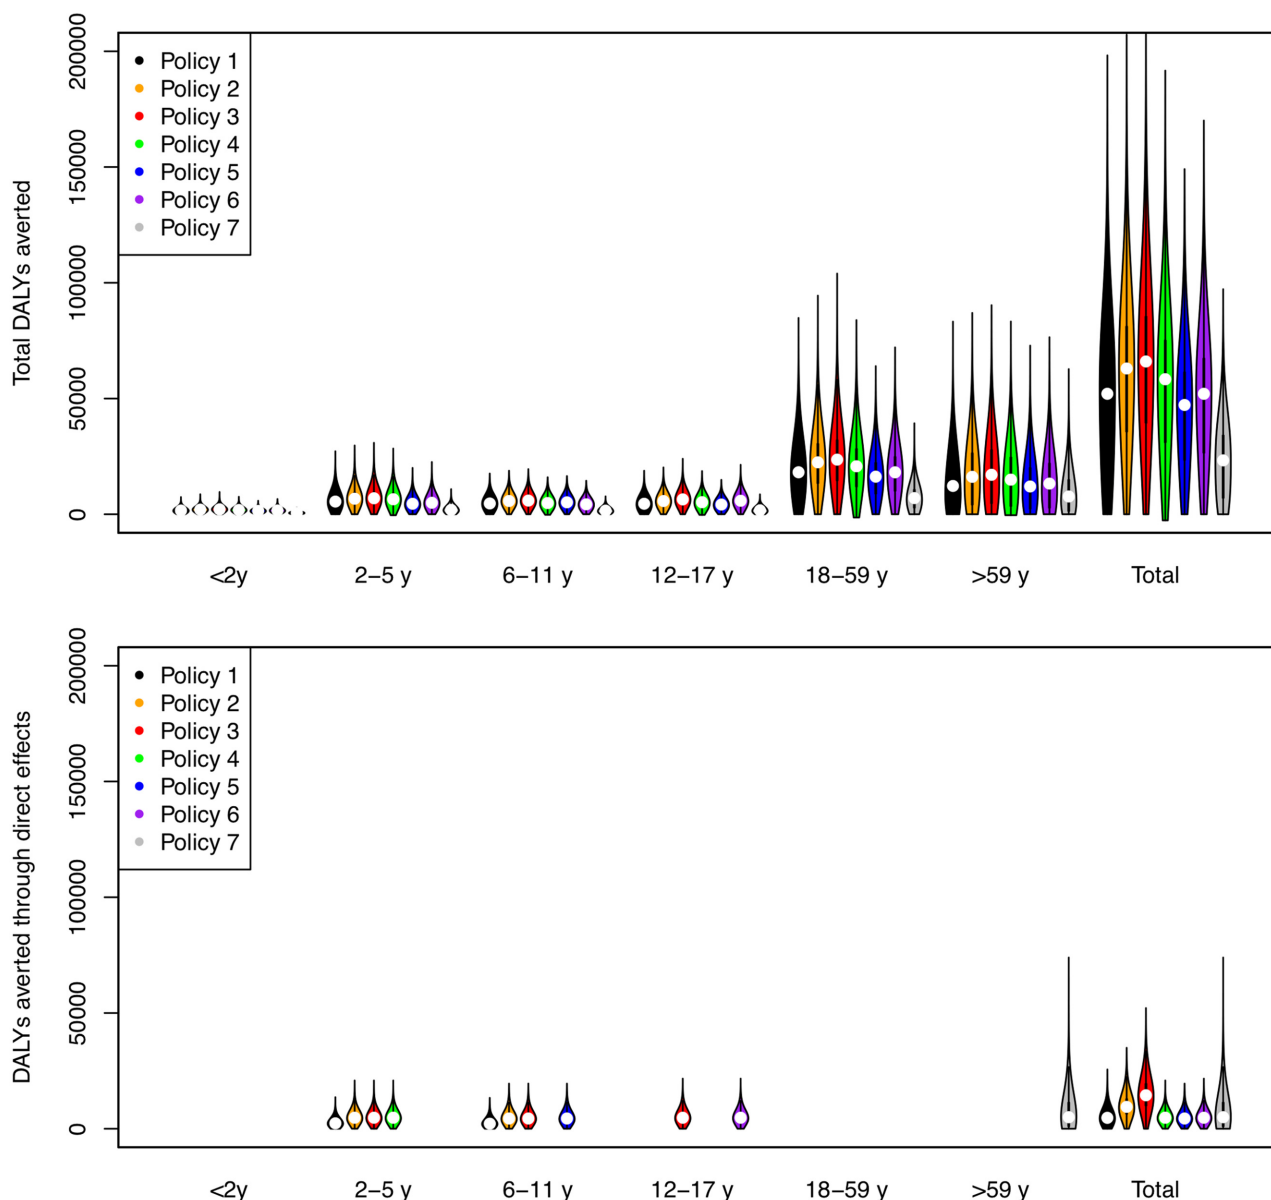 Total DALYs averted
200000
150000
100000
50000
0
Policy 1
Policy 2
Policy 3
Policy 4
Policy 5
Policy 6
Policy 7
<2y 2–5 y 6–11 y 12–17 y 18–59 y >59 y Total
DALYs averted through direct effects
200000
150000
100000
50000
0
Policy 1
Policy 2
Policy 3
Policy 4
Policy 5
Policy 6
Policy 7
<2y 2–5 y 6–11 y 12–17 y 18–59 y >59 y Total